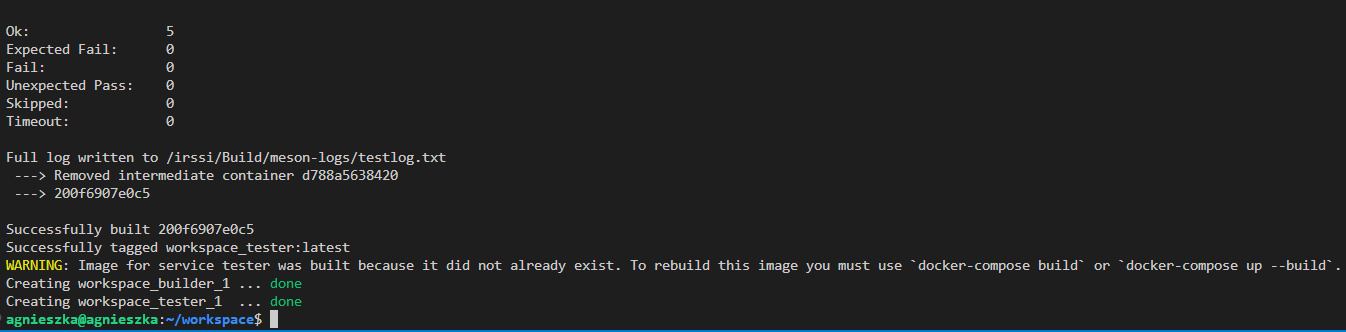 Ok:                 5
Expected Fail:      0
Fail:               0
Unexpected Pass:    0
Skipped:            0
Timeout:            0
Full log written to /irssi/Build/meson-logs/testlog.txt
 ---> Removed intermediate container d788a5638420
 ---> 200f6907e0c5
Successfully built 200f6907e0c5
Successfully tagged workspace_tester:latest
WARNING: Image for service tester was built because it did not already exist. To rebuild this image you must use `docker-compose build` or `docker-compose up --build`.
Creating workspace_builder_1 ... done
Creating workspace_tester_1  ... done
agnieszka@agnieszka:~/workspace$